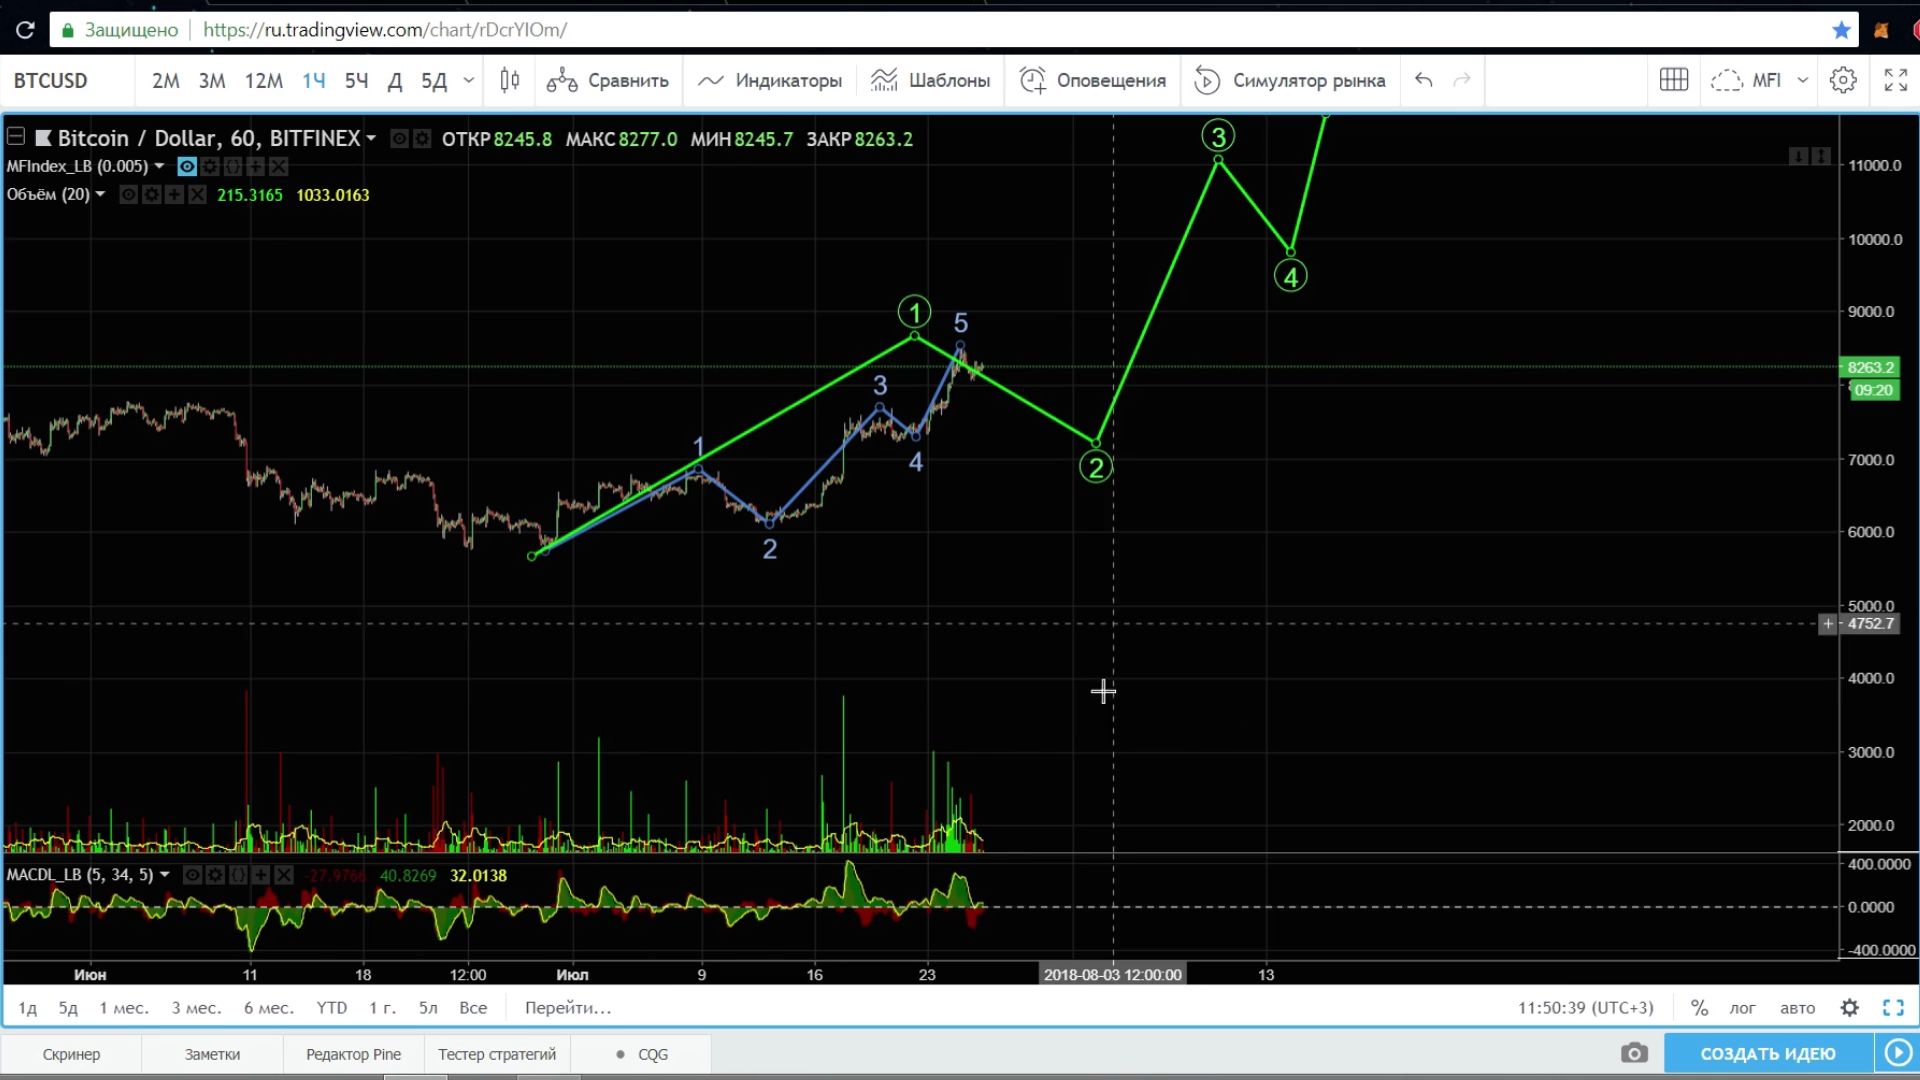 Защищено https://ru.tradingview.com/chart/rDcrYIOm/
BTCUSD 2М 3М 12М 1Ч 5Ч Д 5Д Сравнить Индикаторы Шаблоны Оповещения Симулятор рынка MFI
Bitcoin / Dollar, 60, BITFINEX ОТКР 8245.8 МАКС 8277.0 МИН 8245.7 ЗАКР 8263.2
MFIndex_LB (0.005)
Объём (20) 215.3165 1033.0163
3
4
1
5
3
1
4
2
2
11000.0
10000.0
9000.0
8263.2
09:20
7000.0
6000.0
5000.0
+ 4752.7
4000.0
3000.0
2000.0
MACDL_LB (5, 34, 5) -27.9766 40.8269 32.0138
400.0000
0.0000
-400.0000
Июн 11 18 12:00 Июл 9 16 23 2018-08-03 12:00:00 13
1д 5д 1 мес. 3 мес. 6 мес. YTD 1 г. 5л Все Перейти... 11:50:39 (UTC+3) % лог авто
Скринер Заметки Редактор Pine Тестер стратегий CQG СОЗДАТЬ ИДЕЮ